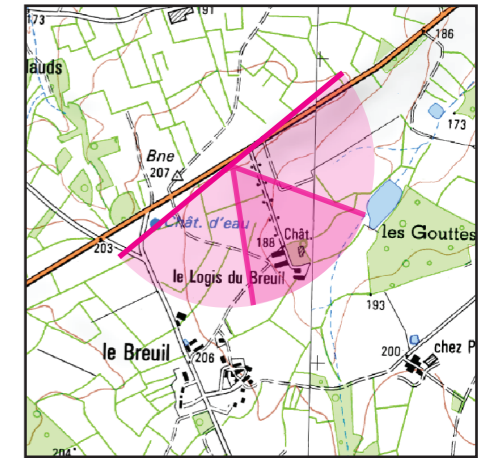 191
173
186
lauds
173
Bne
207
Chât. d'eau
Chât.
188
203
les Gouttes
le Logis du Breuil
193
le Breuil
206
200
chez P
204